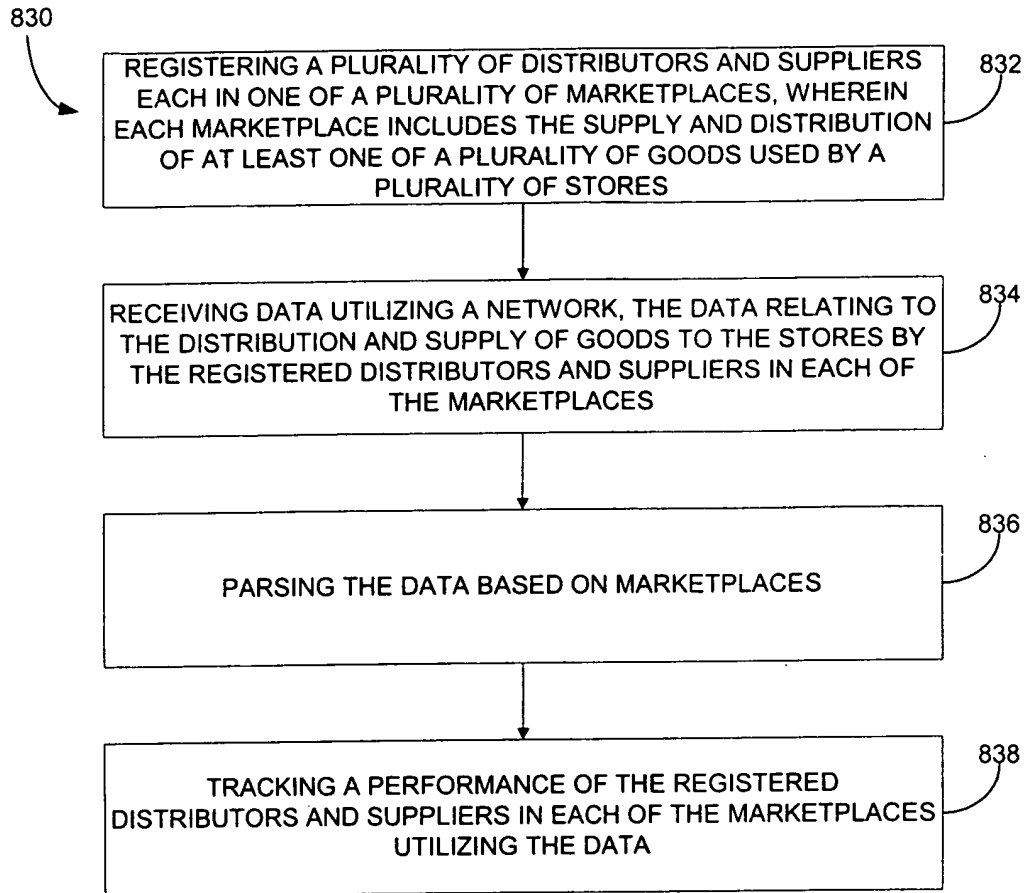 830
REGISTERING A PLURALITY OF DISTRIBUTORS AND SUPPLIERS
EACH IN ONE OF A PLURALITY OF MARKETPLACES, WHEREIN
EACH MARKETPLACE INCLUDES THE SUPPLY AND DISTRIBUTION
OF AT LEAST ONE OF A PLURALITY OF GOODS USED BY A
PLURALITY OF STORES
832
RECEIVING DATA UTILIZING A NETWORK, THE DATA RELATING TO
THE DISTRIBUTION AND SUPPLY OF GOODS TO THE STORES BY
THE REGISTERED DISTRIBUTORS AND SUPPLIERS IN EACH OF
THE MARKETPLACES
834
PARSING THE DATA BASED ON MARKETPLACES
836
TRACKING A PERFORMANCE OF THE REGISTERED
DISTRIBUTORS AND SUPPLIERS IN EACH OF THE MARKETPLACES
UTILIZING THE DATA
838